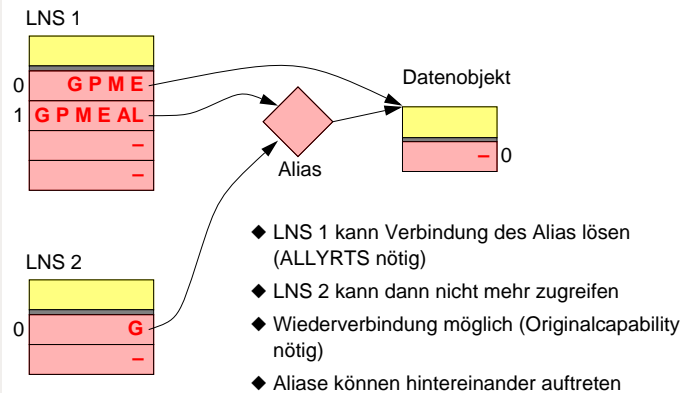 LNS 1
0 G P M E
1 G P M E AL
–
–
Alias
Datenobjekt
– 0
LNS 2
0 G
–
◆ LNS 1 kann Verbindung des Alias lösen
(ALLYRTS nötig)
◆ LNS 2 kann dann nicht mehr zugreifen
◆ Wiederverbindung möglich (Originalcapability
nötig)
◆ Aliase können hintereinander auftreten